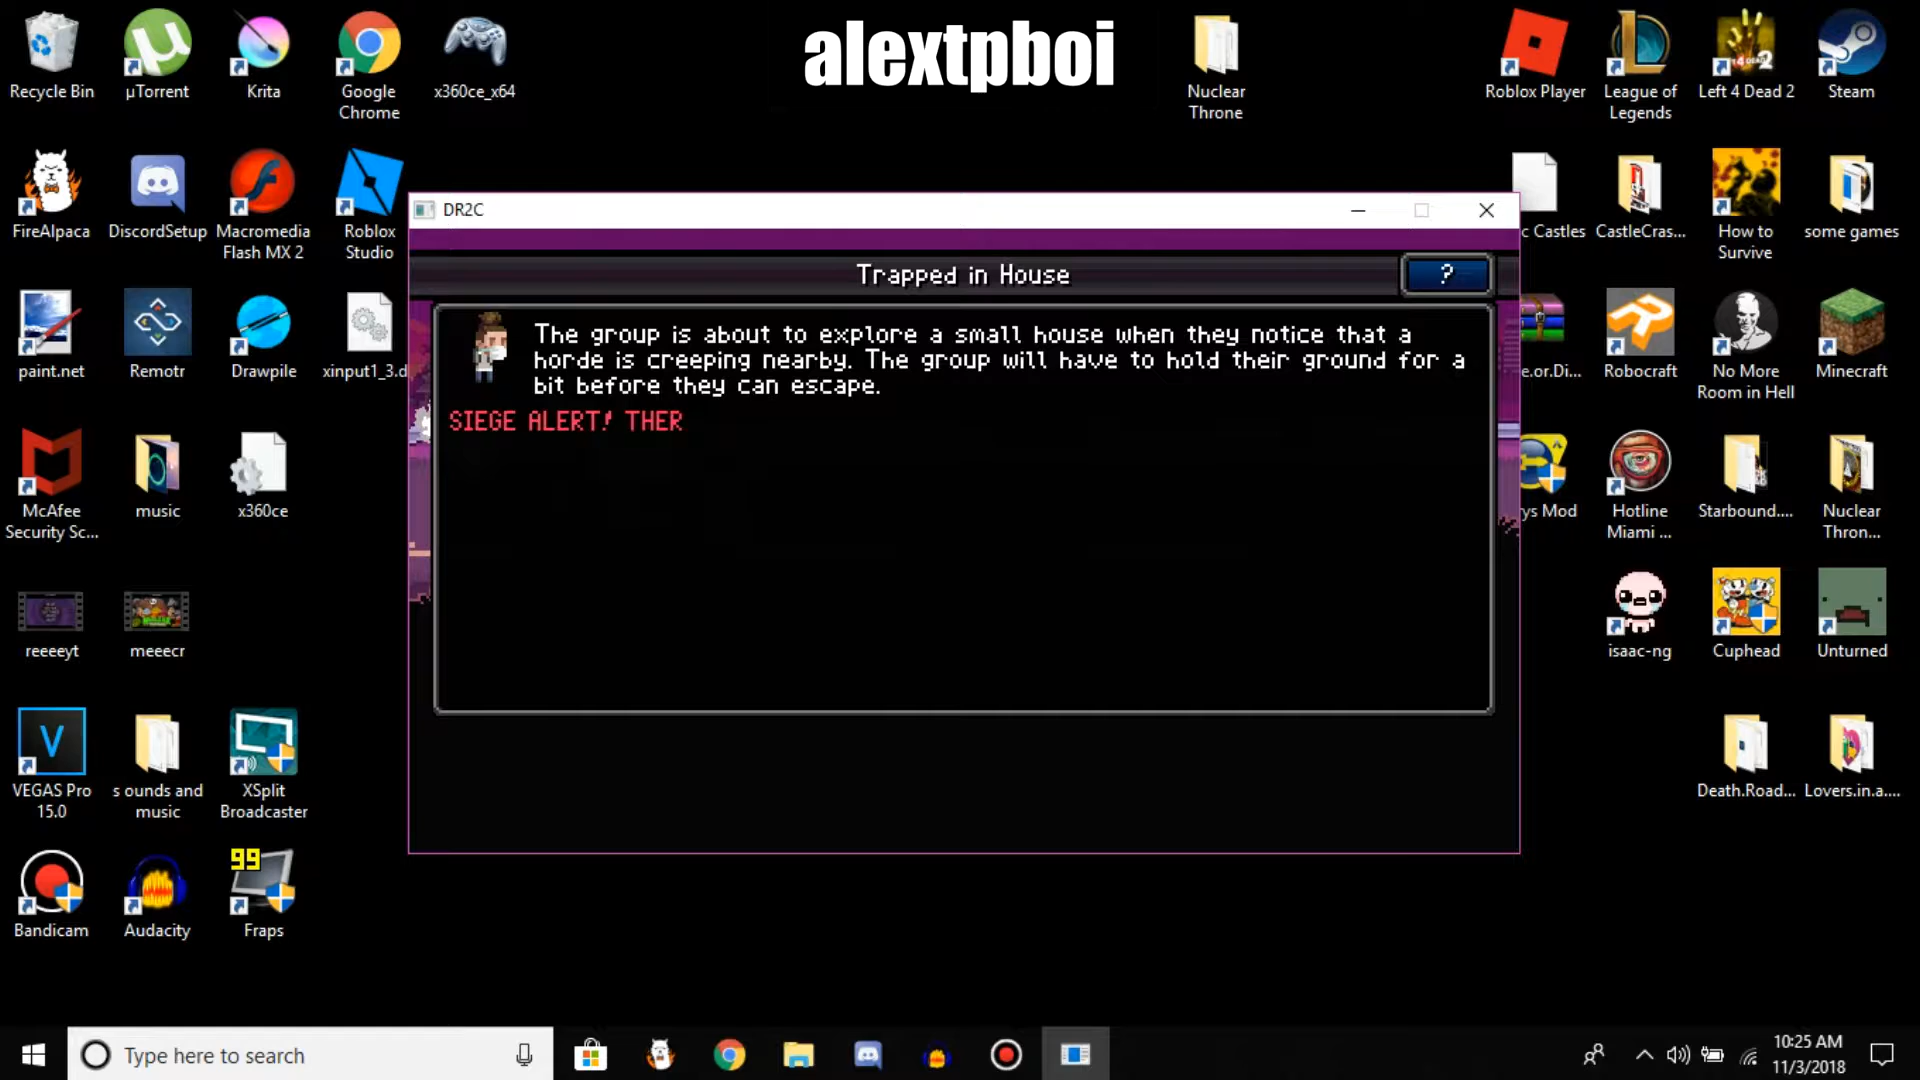 alextpboi
Recycle Bin
µTorrent
Krita
Google
Chrome
x360ce_x64
Nuclear
Throne
Roblox Player
League of
Legends
Left 4 Dead 2
Steam
FireAlpaca
DiscordSetup
Macromedia
Flash MX 2
Roblox
Studio
c Castles
CastleCras...
How to
Survive
some games
DR2C
Trapped in House
?
The group is about to explore a small house when they notice that a
horde is creeping nearby. The group will have to hold their ground for a
bit before they can escape.
SIEGE ALERT! THER
paint.net
Remotr
Drawpile
xinput1_3.d
e.or.Di...
Robocraft
No More
Room in Hell
Minecraft
McAfee
Security Sc...
music
x360ce
ys Mod
Hotline
Miami ...
Starbound....
Nuclear
Thron...
reeeeyt
meeecr
isaac-ng
Cuphead
Unturned
V
VEGAS Pro
15.0
s ounds and
music
XSplit
Broadcaster
Death.Road...
Lovers.in.a....
99
Bandicam
Audacity
Fraps
Type here to search
10:25 AM
11/3/2018